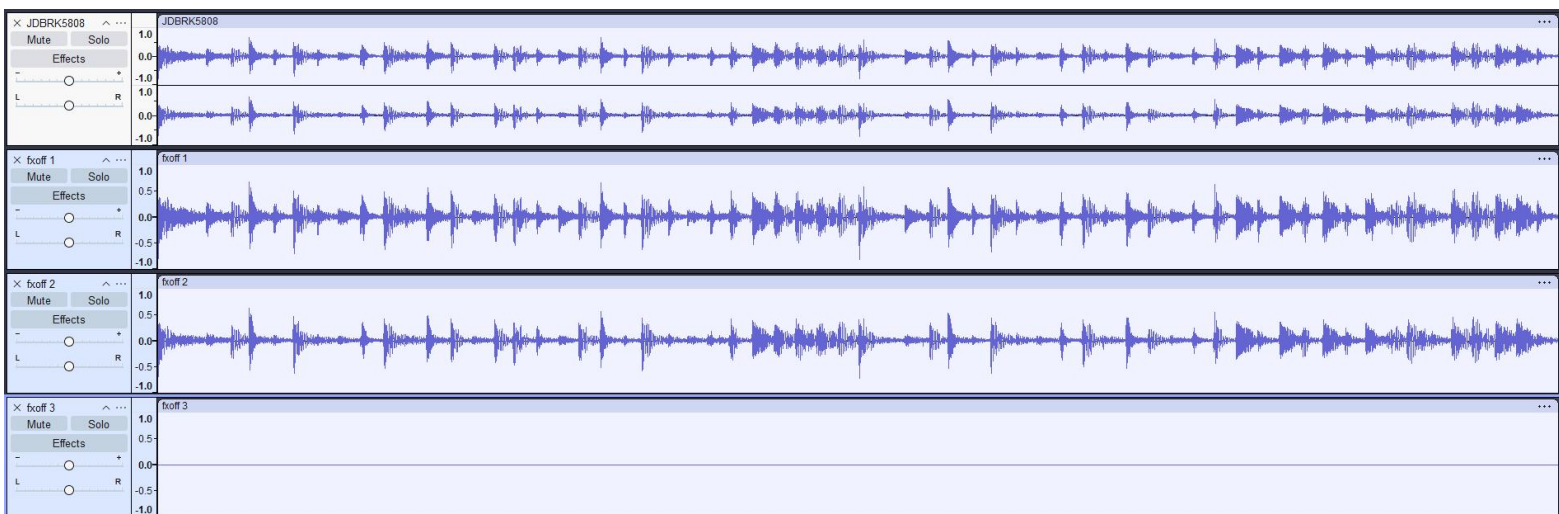 JDBRK5808
JDBRK5808
Mute Solo
Effects
- +
L R
1.0
0.0
-1.0
1.0
0.0
-1.0
fxoff 1
fxoff 1
Mute Solo
Effects
- +
L R
1.0
0.5
0.0
-0.5
-1.0
fxoff 2
fxoff 2
Mute Solo
Effects
- +
L R
1.0
0.5
0.0
-0.5
-1.0
fxoff 3
fxoff 3
Mute Solo
Effects
- +
L R
1.0
0.5
0.0
-0.5
-1.0